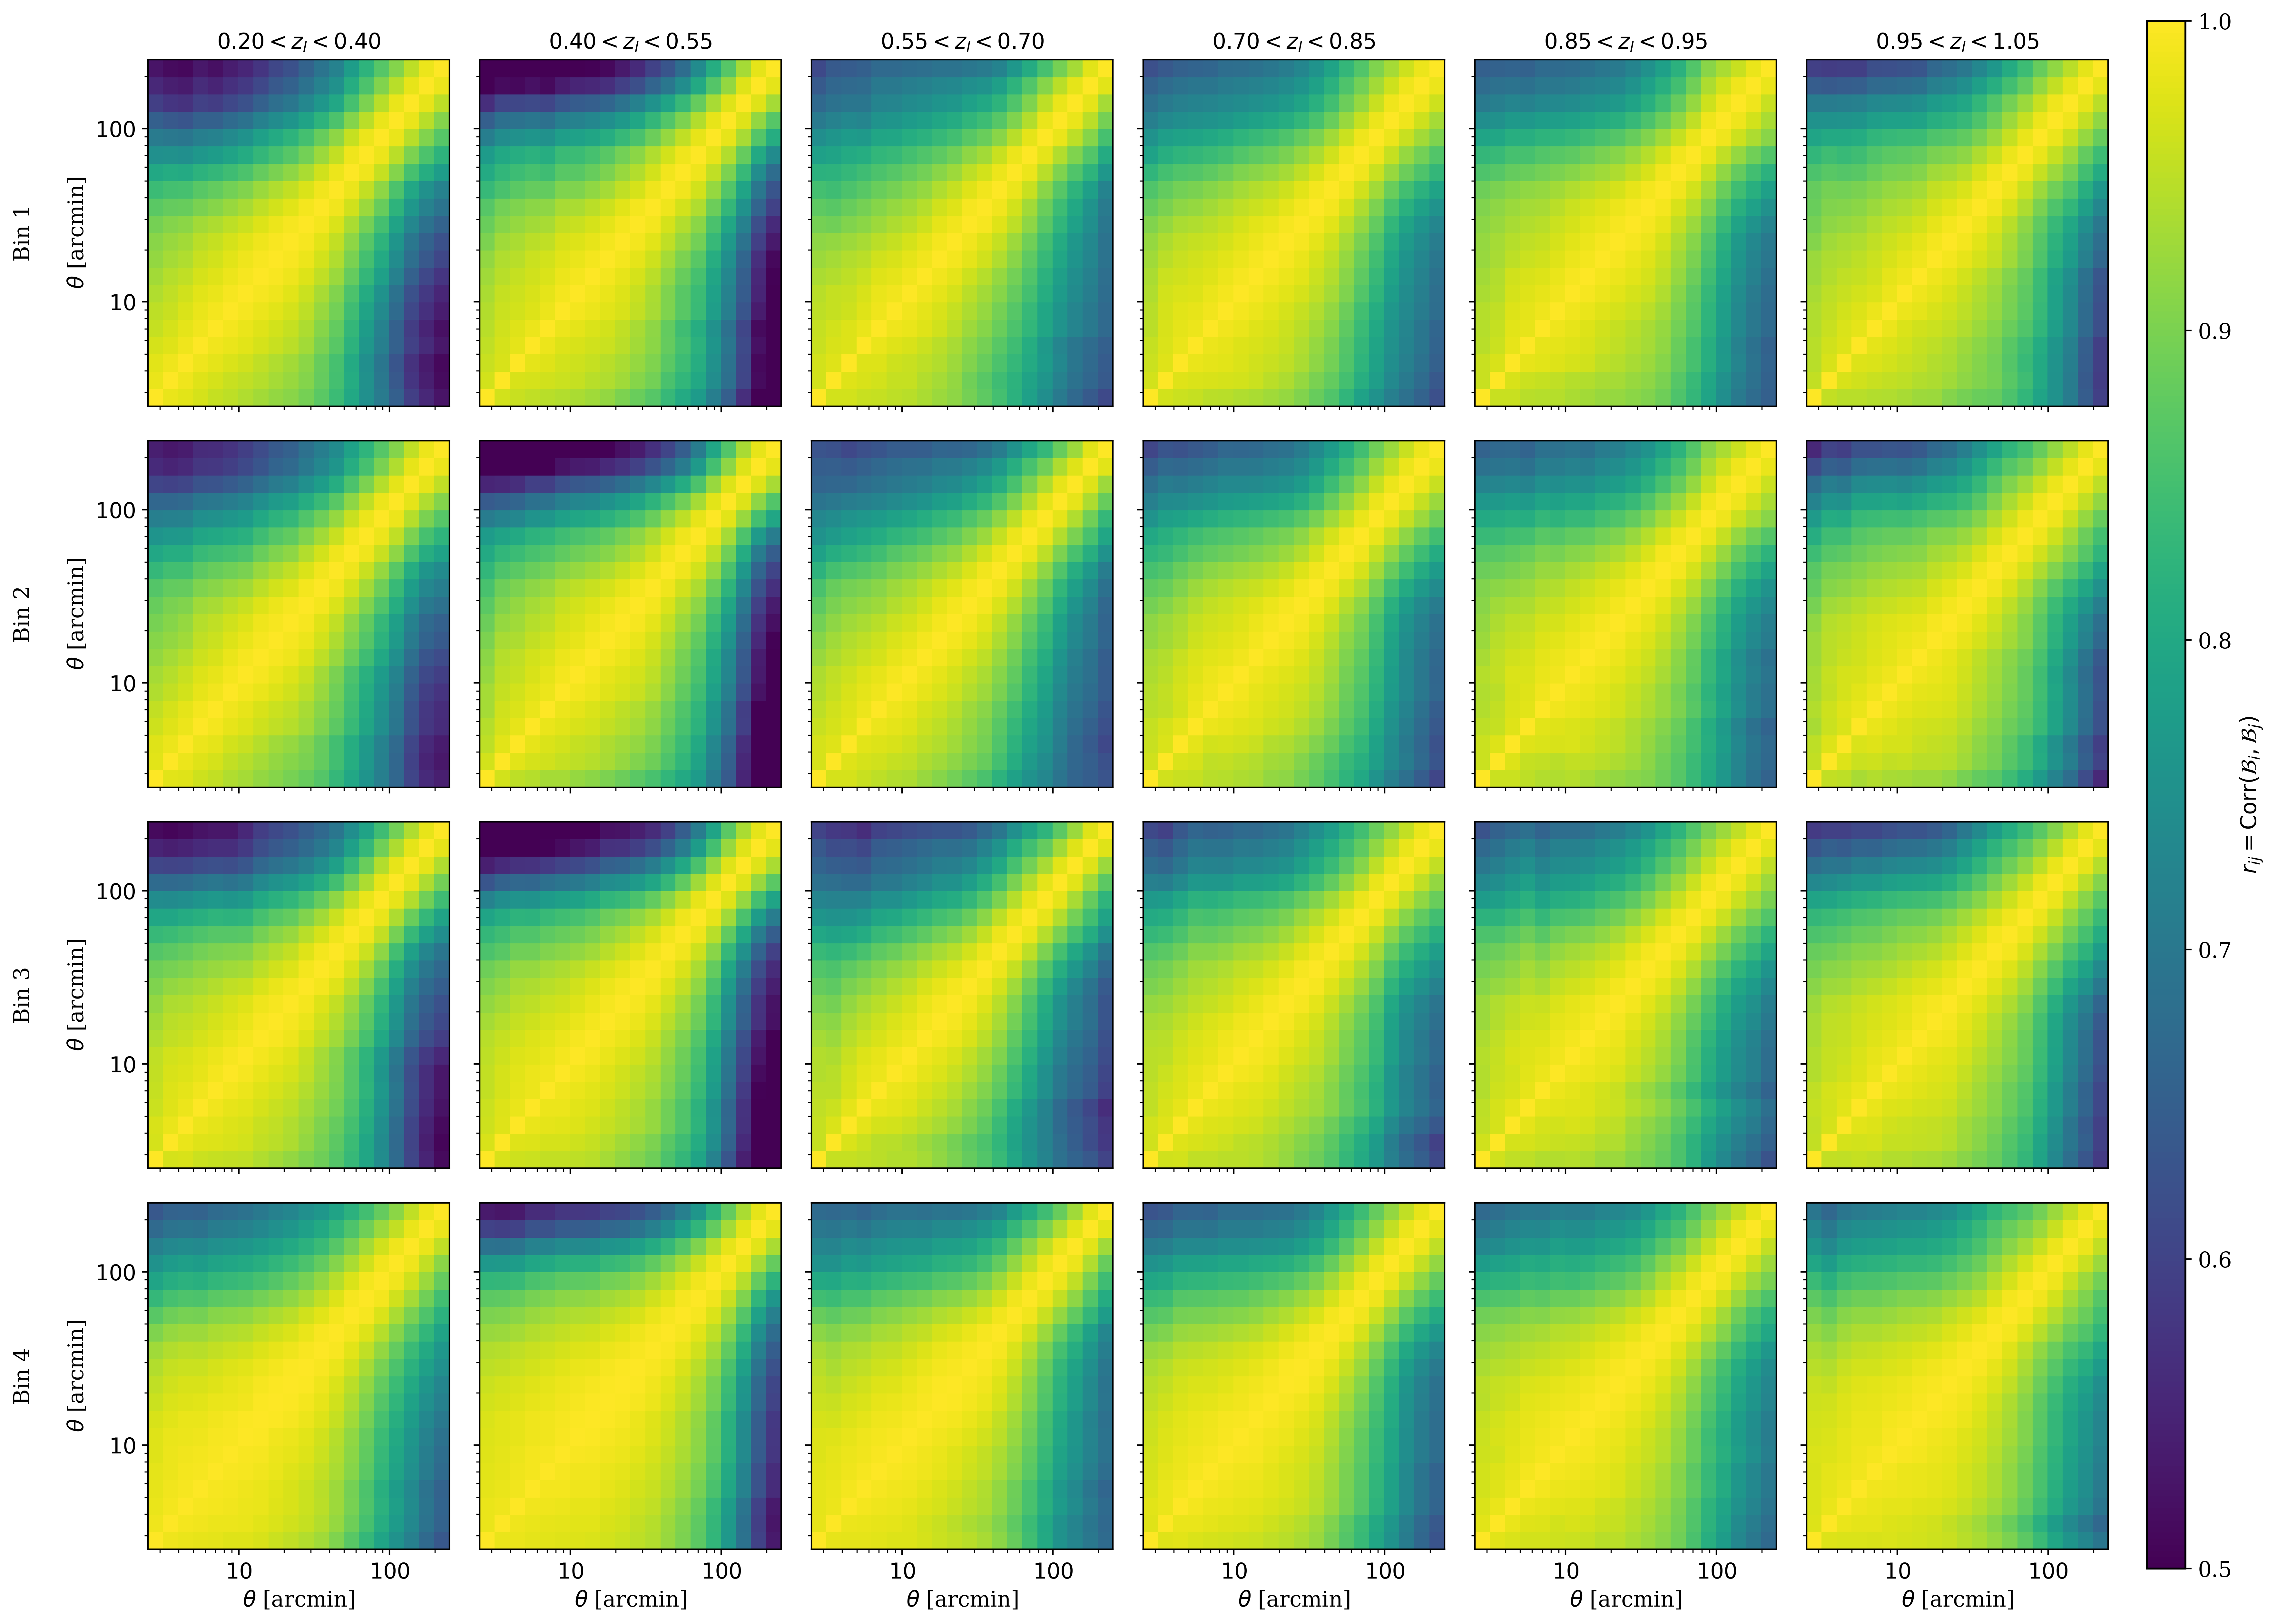 0.20 < z_l < 0.40 0.40 < z_l < 0.55 0.55 < z_l < 0.70 0.70 < z_l < 0.85 0.85 < z_l < 0.95 0.95 < z_l < 1.05
Bin 1
θ [arcmin]
100
10
Bin 2
θ [arcmin]
100
10
Bin 3
θ [arcmin]
100
10
Bin 4
θ [arcmin]
100
10
10 100 10 100 10 100 10 100 10 100 10 100
θ [arcmin] θ [arcmin] θ [arcmin] θ [arcmin] θ [arcmin] θ [arcmin]
1.0
0.9
0.8
0.7
0.6
0.5
r_{ij} = Corr(ℬ_i, ℬ_j)